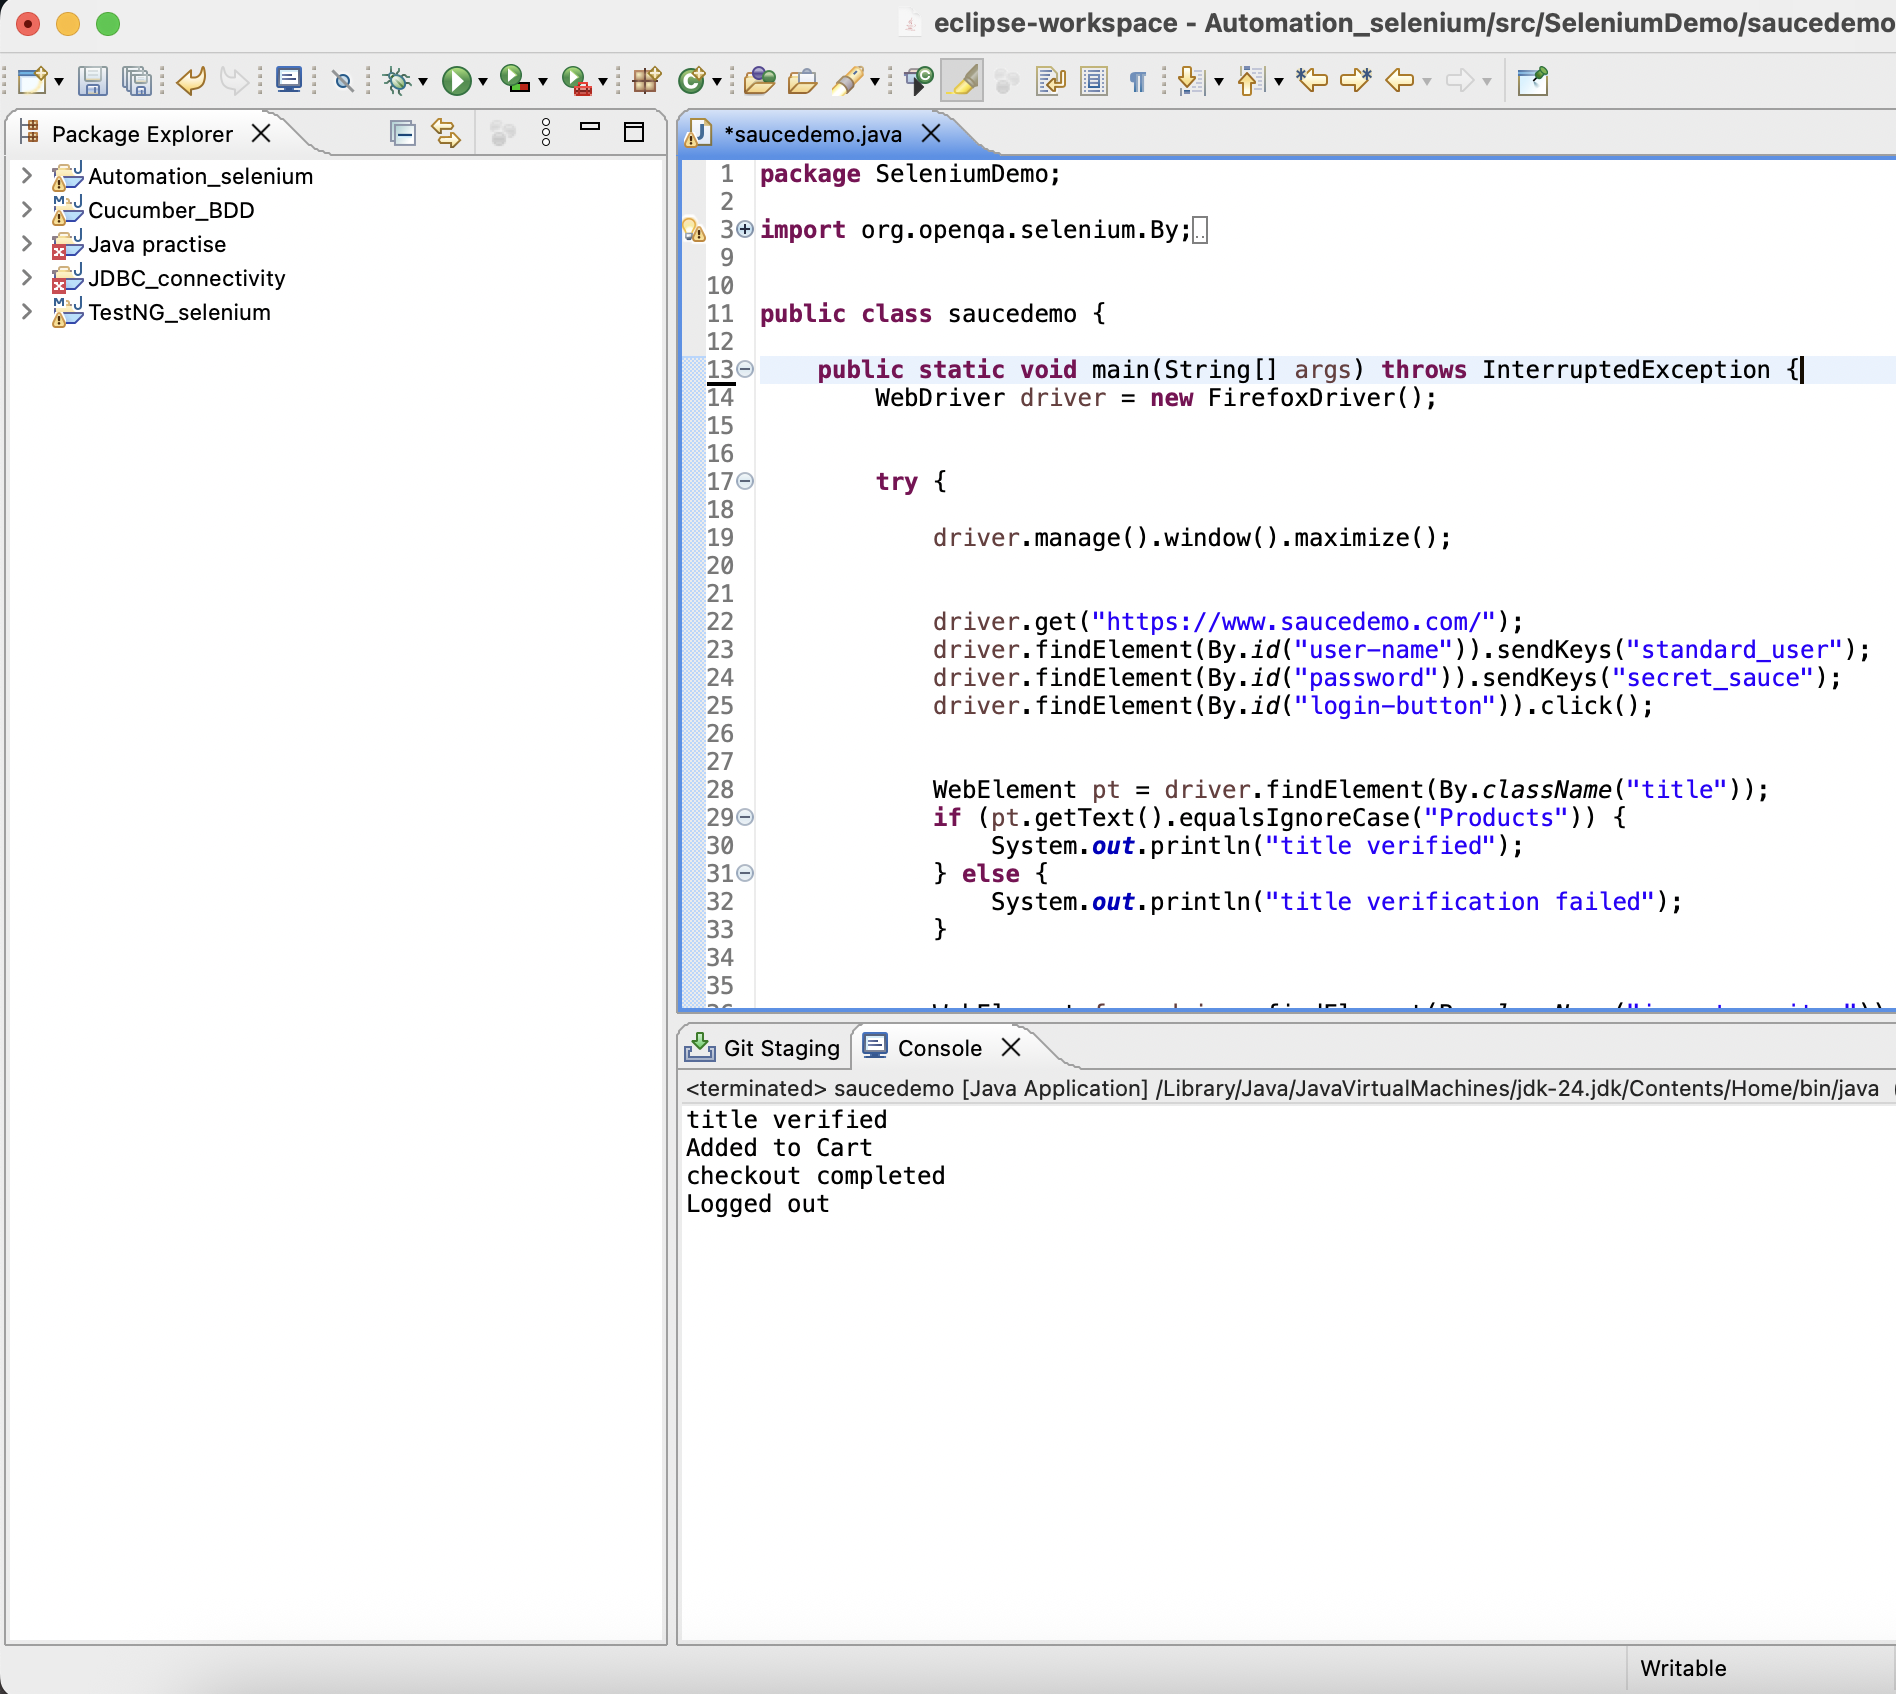 eclipse-workspace - Automation_selenium/src/SeleniumDemo/saucedemo
Package Explorer
Automation_selenium
Cucumber_BDD
Java practise
JDBC_connectivity
TestNG_selenium
*saucedemo.java
1 package SeleniumDemo;
2
3 import org.openqa.selenium.By;
9
10
11 public class saucedemo {
12
13 public static void main(String[] args) throws InterruptedException {
14 WebDriver driver = new FirefoxDriver();
15
16
17 try {
18
19 driver.manage().window().maximize();
20
21
22 driver.get("https://www.saucedemo.com/");
23 driver.findElement(By.id("user-name")).sendKeys("standard_user");
24 driver.findElement(By.id("password")).sendKeys("secret_sauce");
25 driver.findElement(By.id("login-button")).click();
26
27
28 WebElement pt = driver.findElement(By.className("title"));
29 if (pt.getText().equalsIgnoreCase("Products")) {
30 System.out.println("title verified");
31 } else {
32 System.out.println("title verification failed");
33 }
34
35
Git Staging
Console
<terminated> saucedemo [Java Application] /Library/Java/JavaVirtualMachines/jdk-24.jdk/Contents/Home/bin/java
title verified
Added to Cart
checkout completed
Logged out
Writable